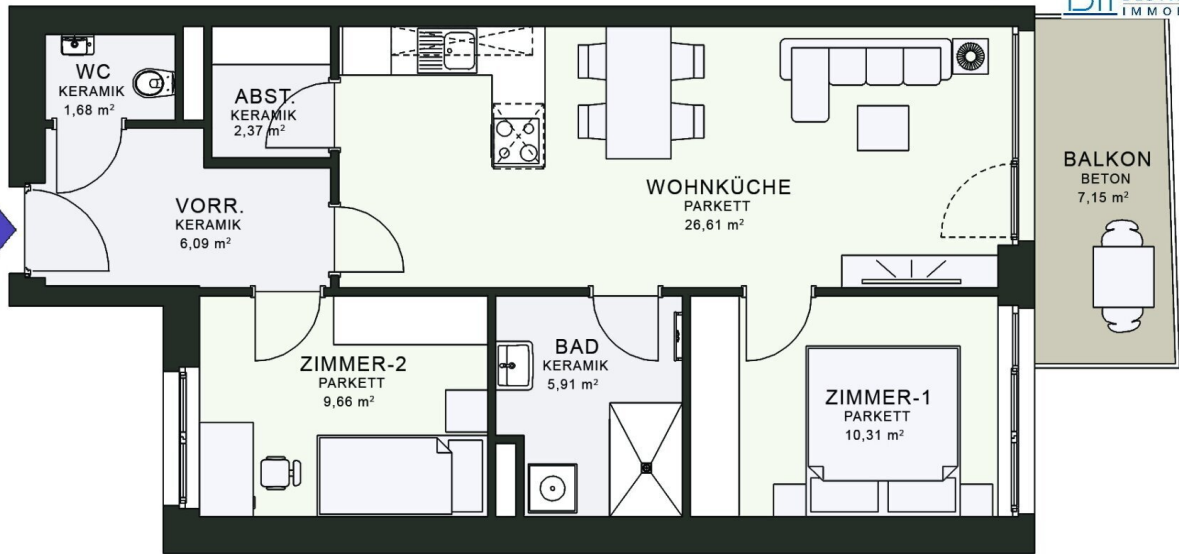 IMMO
WC
KERAMIK
1,68 m²
ABST.
KERAMIK
2,37 m²
VORR.
KERAMIK
6,09 m²
WOHNKÜCHE
PARKETT
26,61 m²
BALKON
BETON
7,15 m²
ZIMMER-2
PARKETT
9,66 m²
BAD
KERAMIK
5,91 m²
ZIMMER-1
PARKETT
10,31 m²